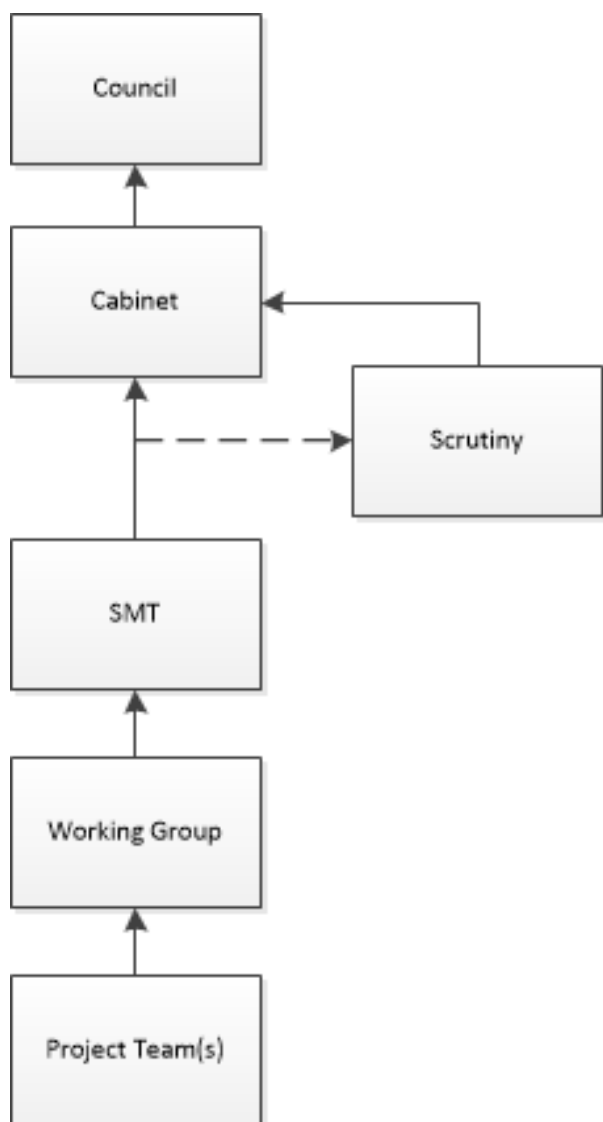 Council
Cabinet
Scrutiny
SMT
Working Group
Project Team(s)